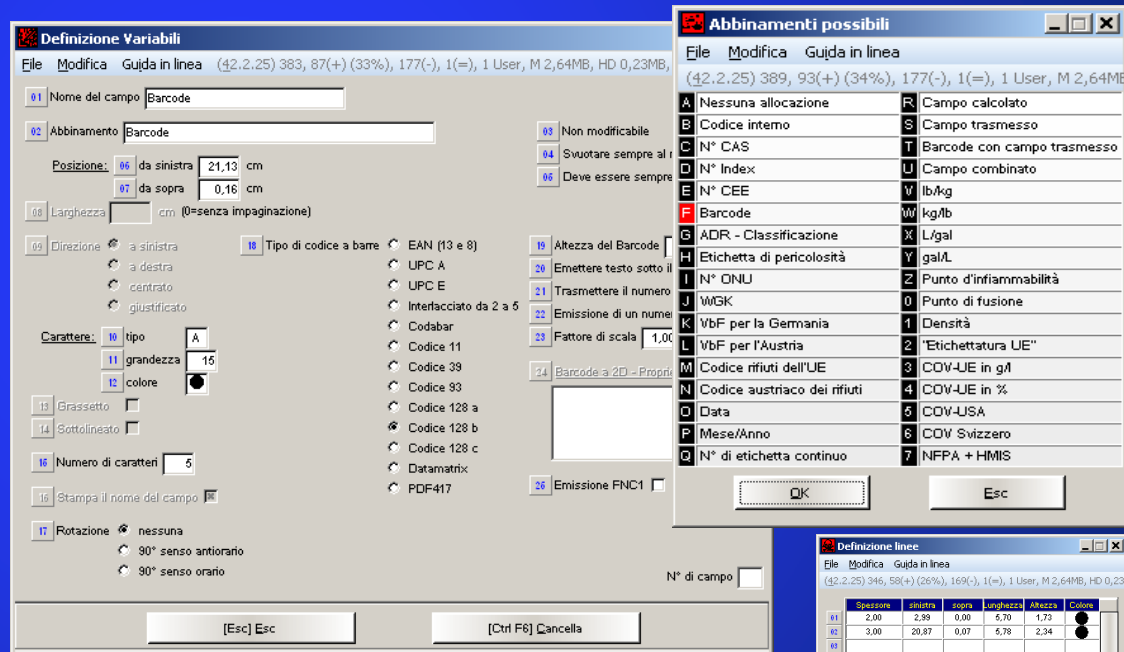 Definizione Variabili
File Modifica Guida in linea (42.2.25) 383, 87(+) (33%), 177(-), 1(=), 1 User, M 2,64MB, HD 0,23MB,
01 Nome del campo Barcode
02 Abbinamento Barcode
03 Non modificabile
04 Svuotare sempre al
05 Deve essere sempre
Posizione: 06 da sinistra 21,13 cm
07 da sopra 0,16 cm
08 Larghezza cm (0=senza impaginazione)
09 Direzione a sinistra
a destra
centrato
giustificato
Carattere: 10 tipo A
11 grandezza 15
12 colore
13 Grassetto
14 Sottolineato
15 Numero di caratteri 5
16 Stampa il nome del campo
17 Rotazione nessuna
90° senso antiorario
90° senso orario
18 Tipo di codice a barre EAN (13 e 8)
UPC A
UPC E
Interlacciato da 2 a 5
Codabar
Codice 11
Codice 39
Codice 93
Codice 128 a
Codice 128 b
Codice 128 c
Datamatrix
PDF417
19 Altezza del Barcode
20 Emettere testo sotto il
21 Trasmettere il numero
22 Emissione di un
23 Fattore di scala 1,00
24 Barcode a 2D -
26 Emissione FNC1
N° di campo
[Esc] Esc
[Ctrl F6] Cancella
Abbinamenti possibili
File Modifica Guida in linea
(42.2.25) 389, 93(+) (34%), 177(-), 1(=), 1 User, M 2,64MB
A Nessuna allocazione
B Codice interno
C N° CAS
D N° Index
E N° CEE
F Barcode
G ADR - Classificazione
H Etichetta di pericolosità
I N° ONU
J WGK
K VbF per la Germania
L VbF per l'Austria
M Codice rifiuti dell'UE
N Codice austriaco dei rifiuti
O Data
P Mese/Anno
Q N° di etichetta continuo
R Campo calcolato
S Campo trasmesso
T Barcode con campo trasmesso
U Campo combinato
V lb/kg
W kg/lb
X L/gal
Y gal/L
Z Punto d'infiammabilità
0 Punto di fusione
1 Densità
2 "Etichettatura UE"
3 COV-UE in g/l
4 COV-UE in %
5 COV-USA
6 COV Svizzero
7 NFPA + HMIS
OK
Esc
Definizione linee
File Modifica Guida in linea
(42.2.25) 346, 58(+) (26%), 169(-), 1(=), 1 User, M 2,64MB, HD 0,23
Spessore sinistra sopra Lunghezza Altezza Colore
01 2,00 2,99 0,00 5,70 1,73
02 3,00 20,87 0,07 5,78 2,34
03